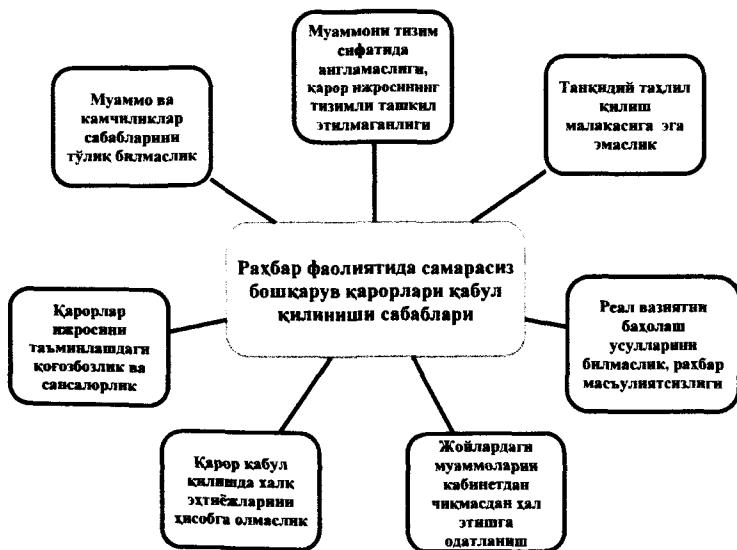 Муаммони тизим
сифатида
англамаслиги,
қарор ижросининг
тизимли ташкил
этилмаганлиги
Муаммо ва
камчиликлар
сабабларини
тўлиқ билмаслик
Танқидий таҳлил
қилиш
малакасига эга
эмаслик
Раҳбар фаолиятида самарасиз
бошқарув қарорлари қабул
қилиниши сабаблари
Қарорлар
ижросини
таъминлашдаги
қоғозбозлик ва
сансалорлик
Реал вазиятни
баҳолаш
усулларини
билмаслик, раҳбар
масъулиятсизлиги
Қарор қабул
қилишда халқ
эҳтиёжларини
ҳисобга олмаслик
Жойлардаги
муаммоларни
кабинетдан
чиқмасдан ҳал
этишга
одатланиш